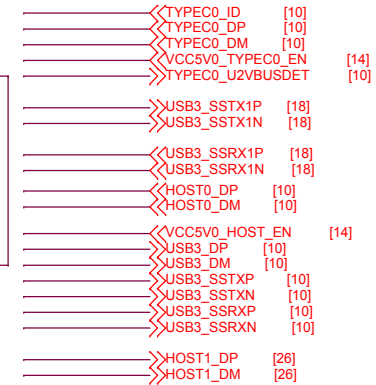 TYPEC0_ID [10]
TYPEC0_DP [10]
TYPEC0_DM [10]
VCC5V0_TYPEC0_EN [14]
TYPEC0_U2VBUSDET [10]
USB3_SSTX1P [18]
USB3_SSTX1N [18]
USB3_SSRX1P [18]
USB3_SSRX1N [18]
HOST0_DP [10]
HOST0_DM [10]
VCC5V0_HOST_EN [14]
USB3_DP [10]
USB3_DM [10]
USB3_SSTXP [10]
USB3_SSTXN [10]
USB3_SSRXP [10]
USB3_SSRXN [10]
HOST1_DP [26]
HOST1_DM [26]